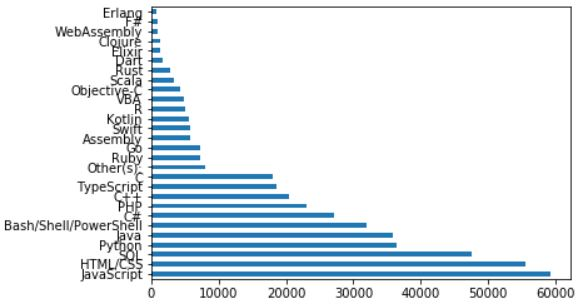 Erlang
F#
WebAssembly
Clojure
Elixir
Dart
Rust
Scala
Objective-C
VBA
R
Kotlin
Swift
Assembly
Go
Ruby
Other(s):
C
TypeScript
C++
PHP
C#
Bash/Shell/PowerShell
Java
Python
SQL
HTML/CSS
JavaScript
0 10000 20000 30000 40000 50000 60000